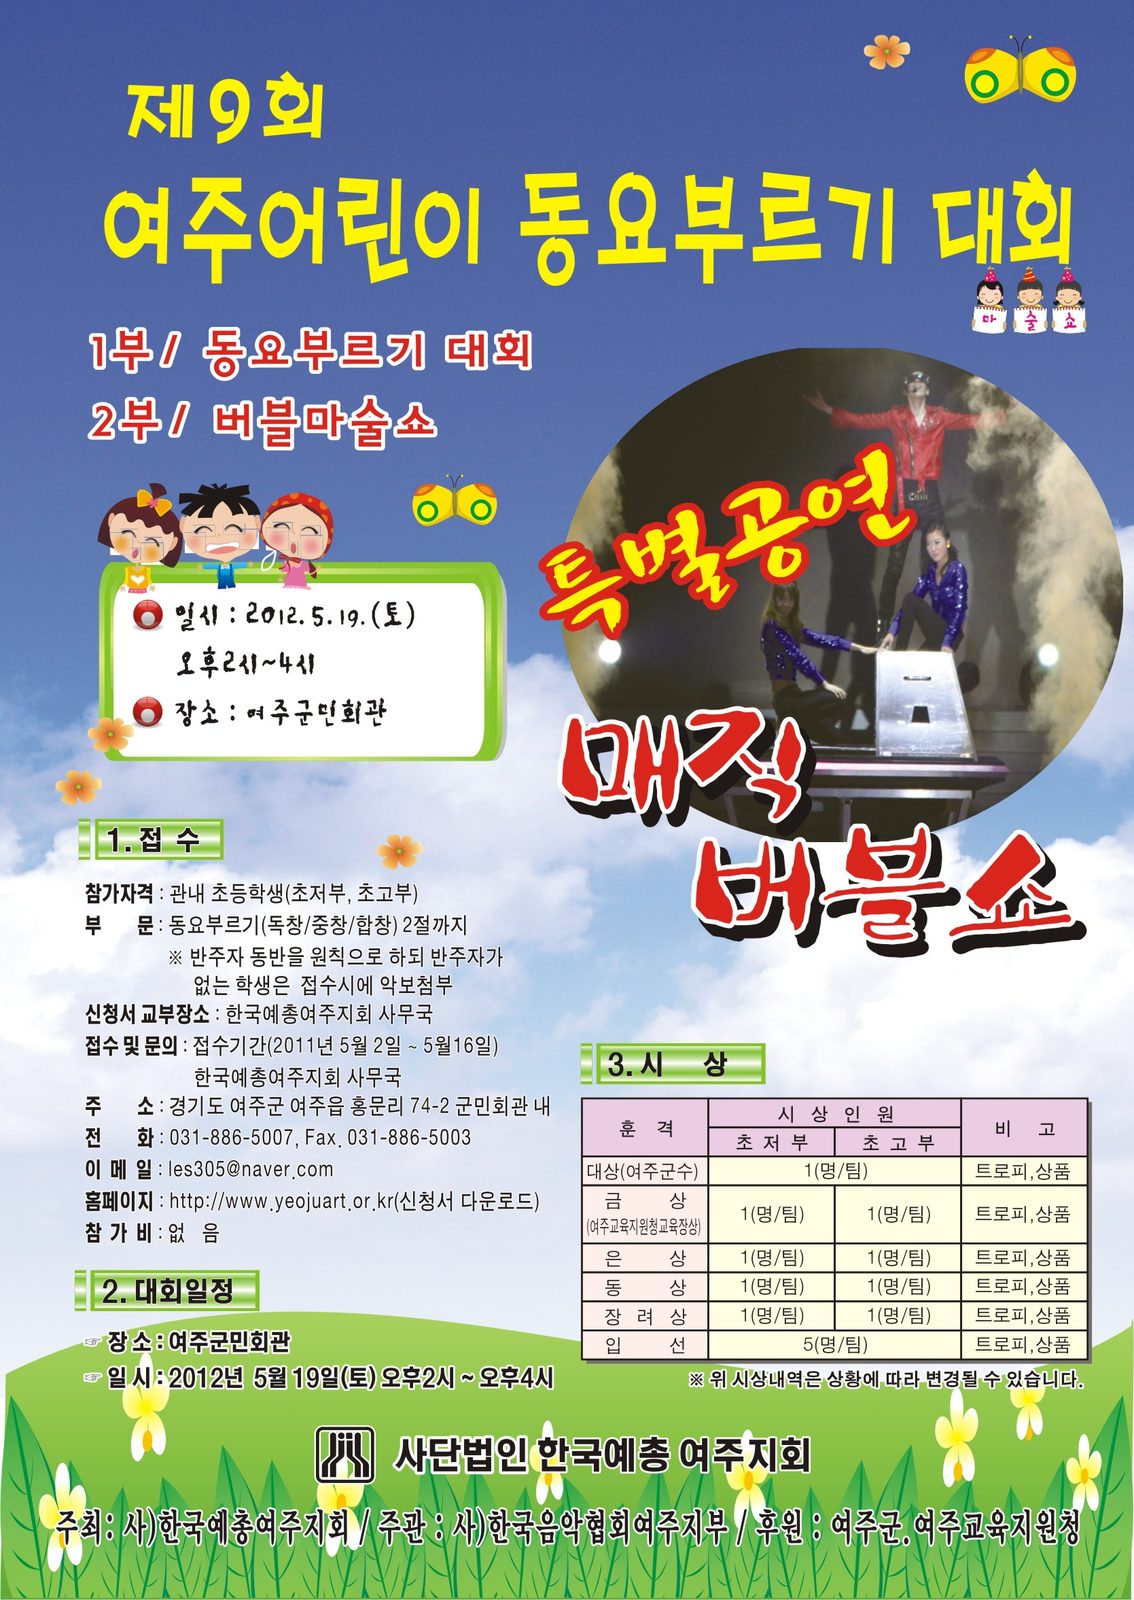 제9회
여주어린이 동요부르기 대회
마 술 쇼
1부/ 동요부르기 대회
2부/ 버블마술쇼
특별공연
매직
버블쇼
일시 : 2012.5.19.(토)
오후2시~4시
장소 : 여주군민회관
1. 접 수
참가자격 : 관내 초등학생(초저부, 초고부)
부 문 : 동요부르기(독창/중창/합창) 2절까지
※ 반주자 동반을 원칙으로 하되 반주자가
없는 학생은 접수시에 악보첨부
신청서 교부장소 : 한국예총여주지회 사무국
접수 및 문의 : 접수기간(2011년 5월 2일 ~ 5월16일)
한국예총여주지회 사무국
주 소 : 경기도 여주군 여주읍 홍문리 74-2 군민회관 내
전 화 : 031-886-5007, Fax. 031-886-5003
이 메 일 : les305@naver.com
홈페이지 : http://www.yeojuart.or.kr(신청서 다운로드)
참 가 비 : 없 음
2. 대회일정
☞ 장 소 : 여주군민회관
☞ 일 시 : 2012년 5월 19일(토) 오후2시 ~ 오후4시
3. 시 상
훈 격 시 상 인 원 비 고
초 저 부 초 고 부
대상(여주군수) 1(명/팀) 트로피,상품
금 상
(여주교육지원청교육장상) 1(명/팀) 1(명/팀) 트로피,상품
은 상 1(명/팀) 1(명/팀) 트로피,상품
동 상 1(명/팀) 1(명/팀) 트로피,상품
장 려 상 1(명/팀) 1(명/팀) 트로피,상품
입 선 5(명/팀) 트로피,상품
※ 위 시상내역은 상황에 따라 변경될 수 있습니다.
사단법인 한국예총 여주지회
주최 : 사)한국예총여주지회 / 주관 : 사)한국음악협회여주지부 / 후원 : 여주군. 여주교육지원청